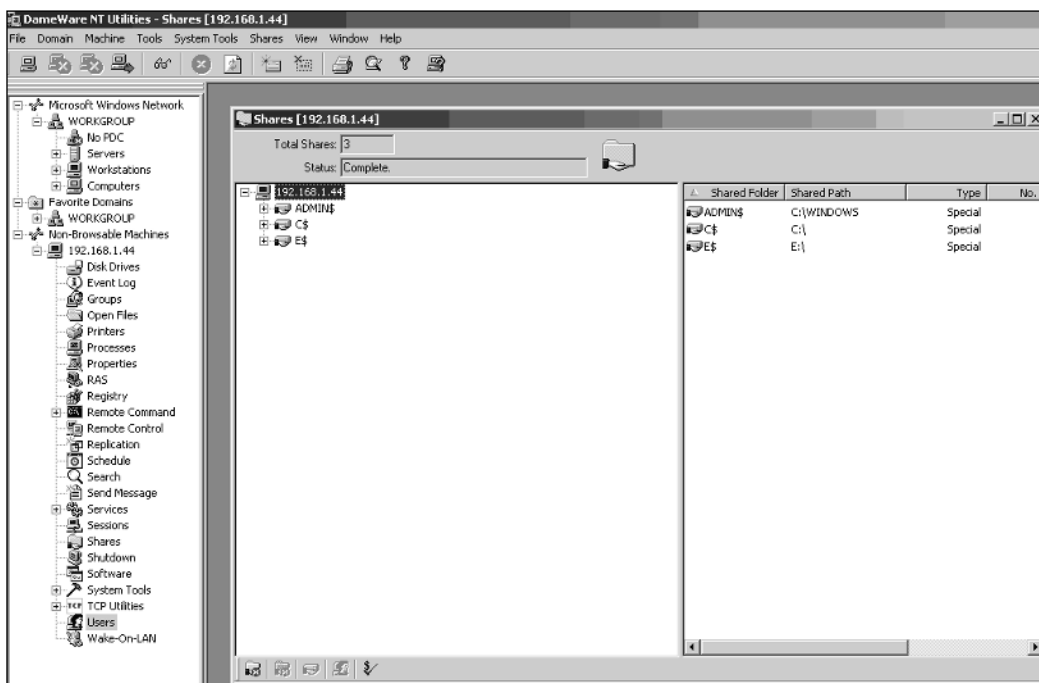 DameWare NT Utilities - Shares [192.168.1.44]
File Domain Machine Tools System Tools Shares View Window Help
Microsoft Windows Network
WORKGROUP
No PDC
Servers
Workstations
Computers
Favorite Domains
WORKGROUP
Non-Browsable Machines
192.168.1.44
Disk Drives
Event Log
Groups
Open Files
Printers
Processes
Properties
RAS
Registry
Remote Command
Remote Control
Replication
Schedule
Search
Send Message
Services
Sessions
Shares
Shutdown
Software
System Tools
TCP TCP Utilities
Users
Wake-On-LAN
Shares [192.168.1.44]
Total Shares: 3
Status: Complete.
192.168.1.44
ADMIN$
C$
E$
Shared Folder Shared Path Type No.
ADMIN$ C:\WINDOWS Special
C$ C:\ Special
E$ E:\ Special